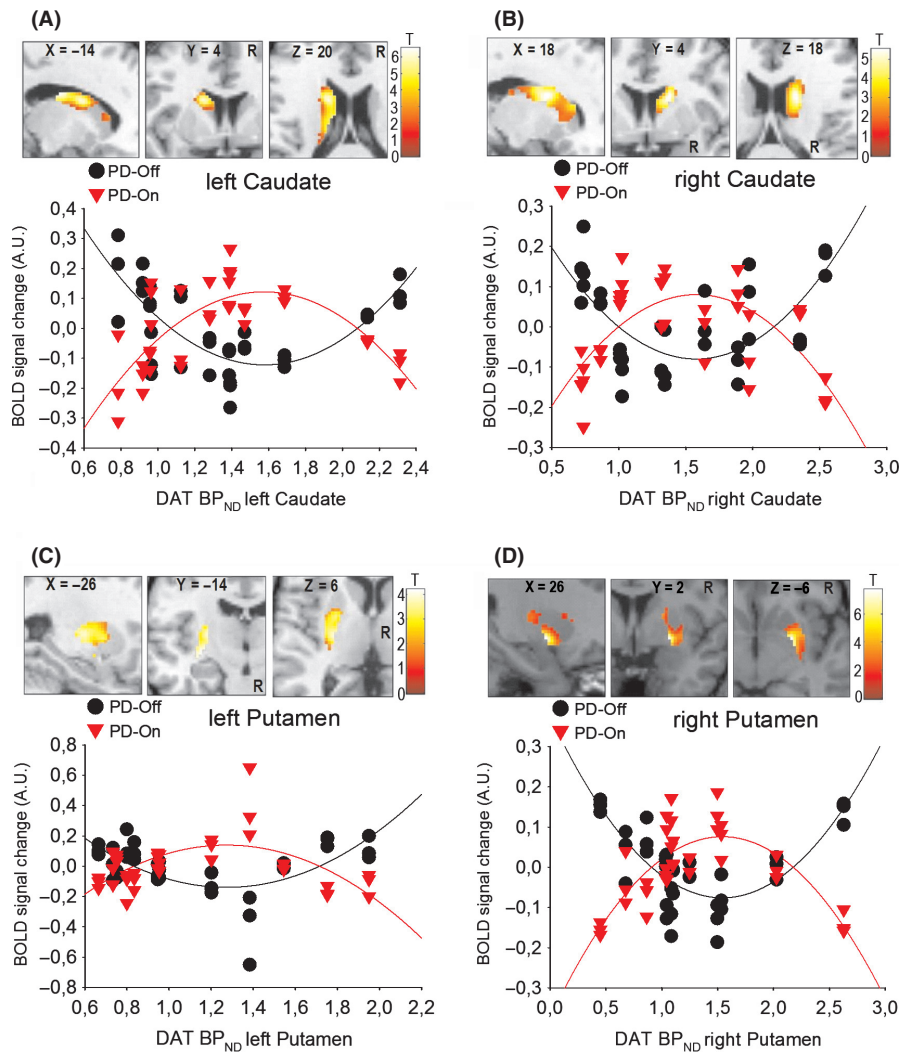 (A)
X = –14 Y = 4 R Z = 20 R T
6
5
4
3
2
1
0
PD-Off
PD-On
left Caudate
BOLD signal change (A.U.)
0,4
0,3
0,2
0,1
0,0
–0,1
–0,2
–0,3
–0,4
0,6 0,8 1,0 1,2 1,4 1,6 1,8 2,0 2,2 2,4
DAT BPND left Caudate
(B)
X = 18 Y = 4 Z = 18 T
R R
5
4
3
2
1
0
PD-Off
PD-On
right Caudate
BOLD signal change (A.U.)
0,3
0,2
0,1
0,0
–0,1
–0,2
–0,3
0,5 1,0 1,5 2,0 2,5 3,0
DAT BPND right Caudate
(C)
X = –26 Y = –14 Z = 6 T
R R
4
3
2
1
0
PD-Off
PD-On
left Putamen
BOLD signal change (A.U.)
0,8
0,6
0,4
0,2
0,0
–0,2
–0,4
–0,6
–0,8
0,6 0,8 1,0 1,2 1,4 1,6 1,8 2,0 2,2
DAT BPND left Putamen
(D)
X = 26 Y = 2 R Z = –6 R T
6
4
2
0
PD-Off
PD-On
right Putamen
BOLD signal change (A.U.)
0,3
0,2
0,1
0,0
–0,1
–0,2
–0,3
0,0 0,5 1,0 1,5 2,0 2,5 3,0
DAT BPND right Putamen